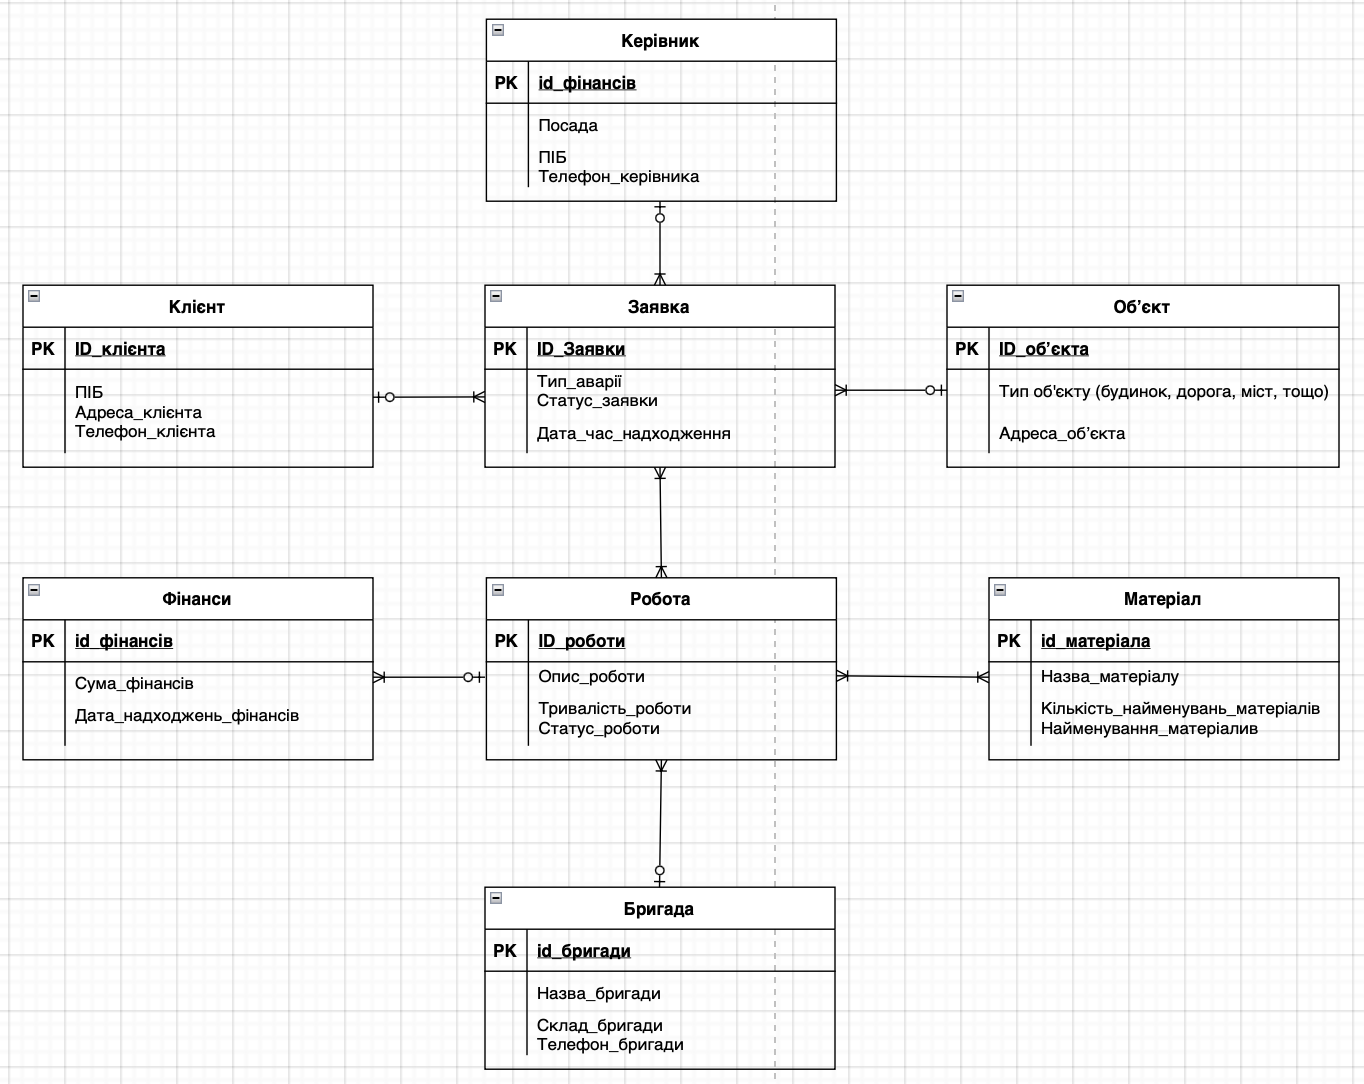 Керівник
PK id_фінансів
Посада
ПІБ
Телефон_керівника
Клієнт
PK ID_клієнта
ПІБ
Адреса_клієнта
Телефон_клієнта
Заявка
PK ID_Заявки
Тип_аварії
Статус_заявки
Дата_час_надходження
Об’єкт
PK ID_об’єкта
Тип об'єкту (будинок, дорога, міст, тощо)
Адреса_об’єкта
Фінанси
PK id_фінансів
Сума_фінансів
Дата_надходжень_фінансів
Робота
PK ID_роботи
Опис_роботи
Тривалість_роботи
Статус_роботи
Матеріал
PK id_матеріала
Назва_матеріалу
Кількість_найменувань_матеріалів
Найменування_матеріалив
Бригада
PK id_бригади
Назва_бригади
Склад_бригади
Телефон_бригади